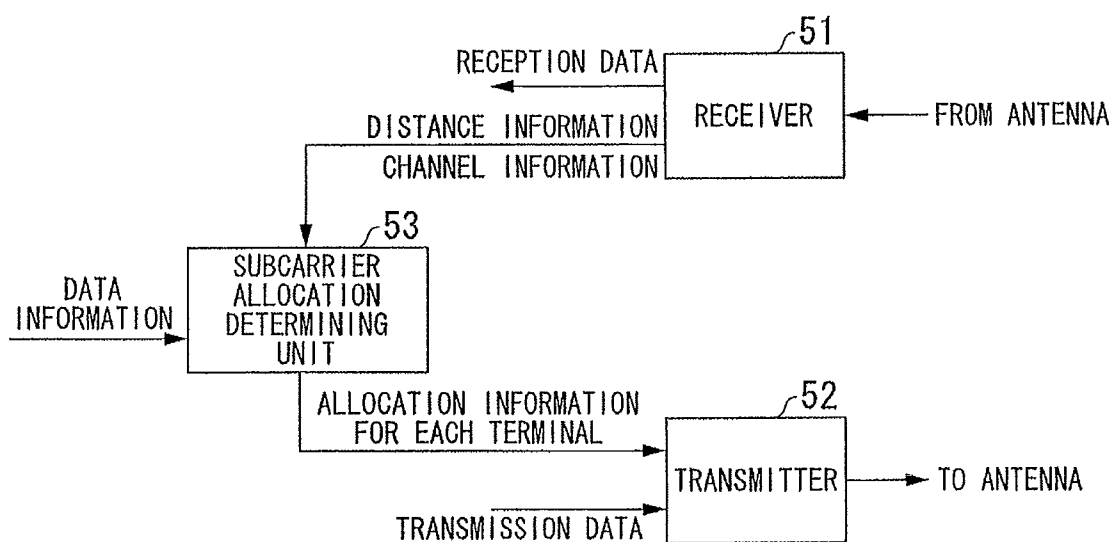 51
RECEPTION DATA
RECEIVER
FROM ANTENNA
DISTANCE INFORMATION
CHANNEL INFORMATION
53
SUBCARRIER
ALLOCATION
DETERMINING
UNIT
DATA
INFORMATION
ALLOCATION INFORMATION
FOR EACH TERMINAL
52
TRANSMITTER
TO ANTENNA
TRANSMISSION DATA